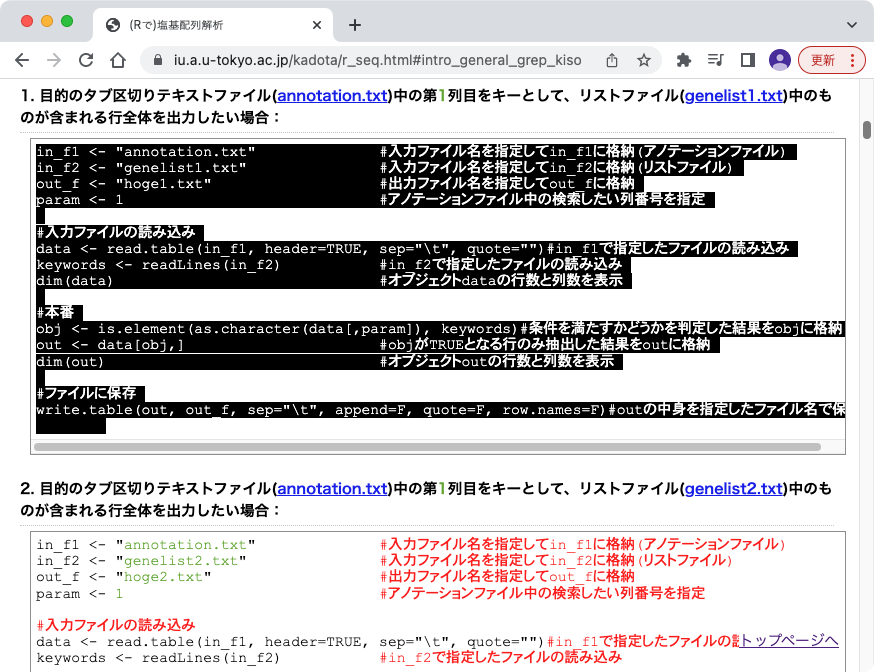 (Rで)塩基配列解析
iu.a.u-tokyo.ac.jp/kadota/r_seq.html#intro_general_grep_kiso
更新
1. 目的のタブ区切りテキストファイル(annotation.txt)中の第1列目をキーとして、リストファイル(genelist1.txt)中のも
のが含まれる行全体を出力したい場合：
in_f1 <- "annotation.txt" #入力ファイル名を指定してin_f1に格納(アノテーションファイル)
in_f2 <- "genelist1.txt" #入力ファイル名を指定してin_f2に格納(リストファイル)
out_f <- "hoge1.txt" #出力ファイル名を指定してout_fに格納
param <- 1 #アノテーションファイル中の検索したい列番号を指定
#入力ファイルの読み込み
data <- read.table(in_f1, header=TRUE, sep="\t", quote="")#in_f1で指定したファイルの読み込み
keywords <- readLines(in_f2) #in_f2で指定したファイルの読み込み
dim(data) #オブジェクトdataの行数と列数を表示
#本番
obj <- is.element(as.character(data[,param]), keywords)#条件を満たすかどうかを判定した結果をobjに格納
out <- data[obj,] #objがTRUEとなる行のみ抽出した結果をoutに格納
dim(out) #オブジェクトoutの行数と列数を表示
#ファイルに保存
write.table(out, out_f, sep="\t", append=F, quote=F, row.names=F)#outの中身を指定したファイル名で保
2. 目的のタブ区切りテキストファイル(annotation.txt)中の第1列目をキーとして、リストファイル(genelist2.txt)中のも
のが含まれる行全体を出力したい場合：
in_f1 <- "annotation.txt" #入力ファイル名を指定してin_f1に格納(アノテーションファイル)
in_f2 <- "genelist2.txt" #入力ファイル名を指定してin_f2に格納(リストファイル)
out_f <- "hoge2.txt" #出力ファイル名を指定してout_fに格納
param <- 1 #アノテーションファイル中の検索したい列番号を指定
#入力ファイルの読み込み
data <- read.table(in_f1, header=TRUE, sep="\t", quote="")#in_f1で指定したファイルの
トップページへ
keywords <- readLines(in_f2) #in_f2で指定したファイルの読み込み